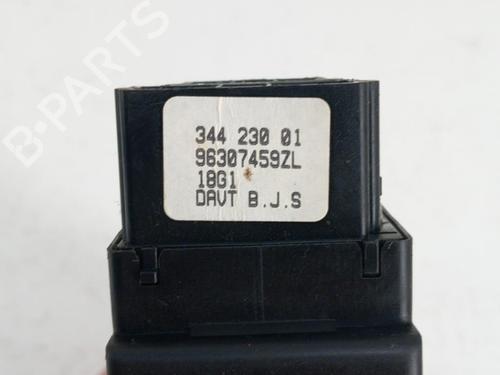 B-PARTS
344 230 01
96307459ZL
18G1
DAVT B.J.S